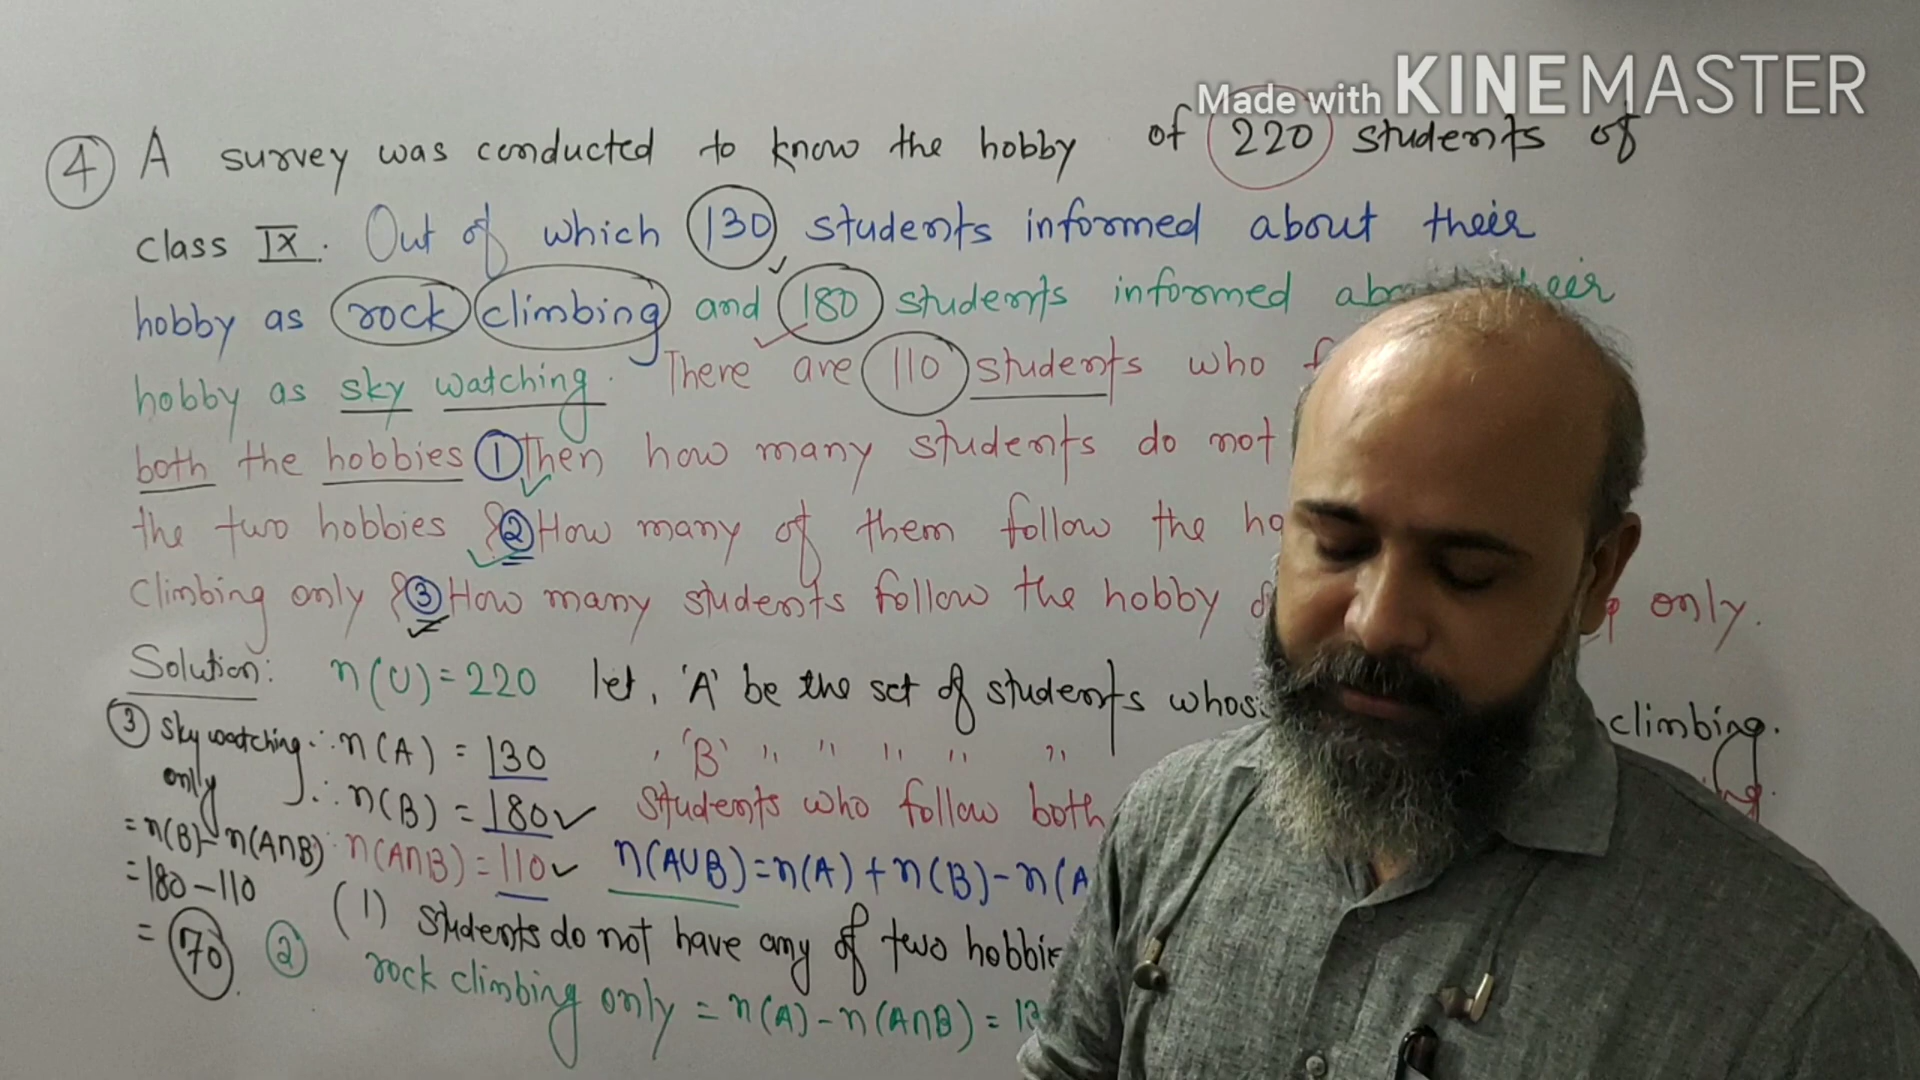 Made with KINEMASTER
④ A survey was conducted to know the hobby of 220 students of
class IX. Out of which 130 students informed about their
hobby as rock climbing and 180 students informed their
hobby as sky watching. There are 110 students who
both the hobbies ① Then how many students do not
the two hobbies ② How many of them follow the
climbing only ③ How many students follow the hobby only.
Solution: n(U) = 220 let, 'A' be the set of students climbing.
③ sky watching ∴ n(A) = 130 , 'B' " " " " "
only ∴ n(B) = 180 ✓ students who follow both
= n(B) - n(A∩B) n(A∩B) = 110 ✓ n(A∪B) = n(A) + n(B) - n(A
= 180 - 110 (1) students do not have any of two
= 70 ② rock climbing only = n(A) - n(A∩B) =